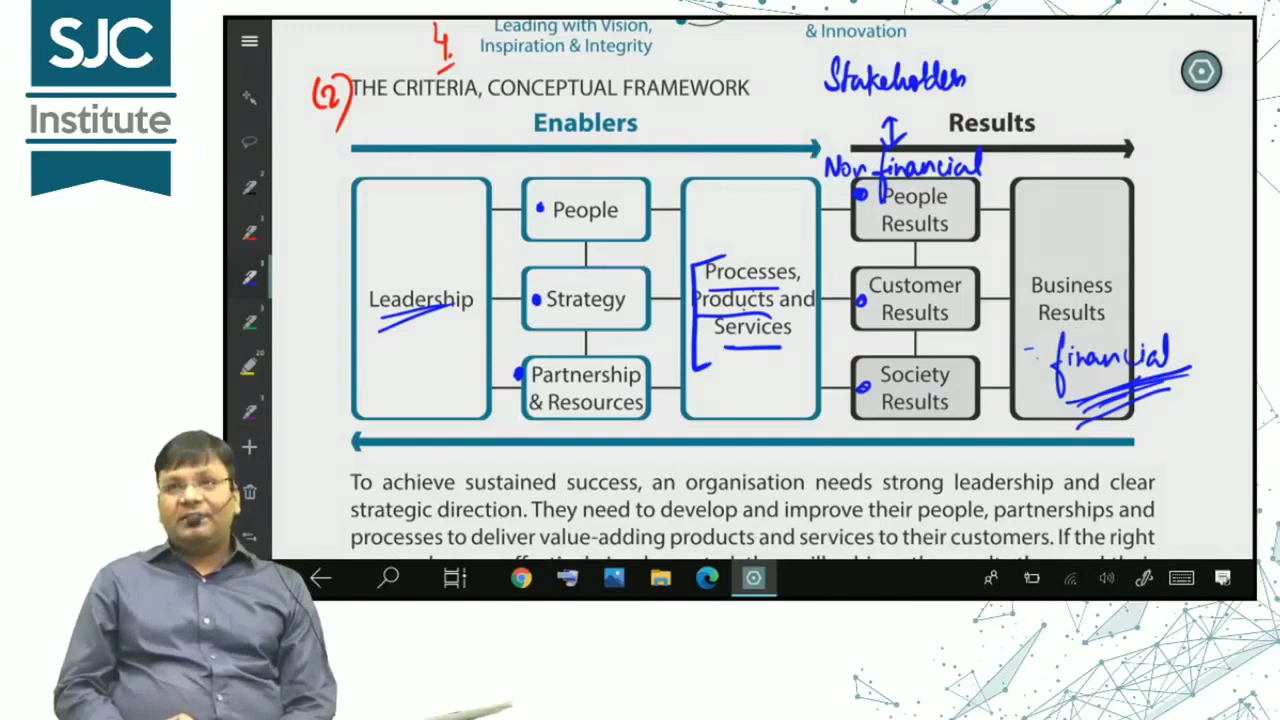 SJC
Institute
Leading with Vision,
Inspiration & Integrity
& Innovation
4.
(2)
THE CRITERIA, CONCEPTUAL FRAMEWORK
Stakeholders
Enablers
Results
Non financial
Leadership
People
Strategy
Partnership
& Resources
Processes,
Products and
Services
People
Results
Customer
Results
Society
Results
Business
Results
- financial
To achieve sustained success, an organisation needs strong leadership and clear
strategic direction. They need to develop and improve their people, partnerships and
processes to deliver value-adding products and services to their customers. If the right